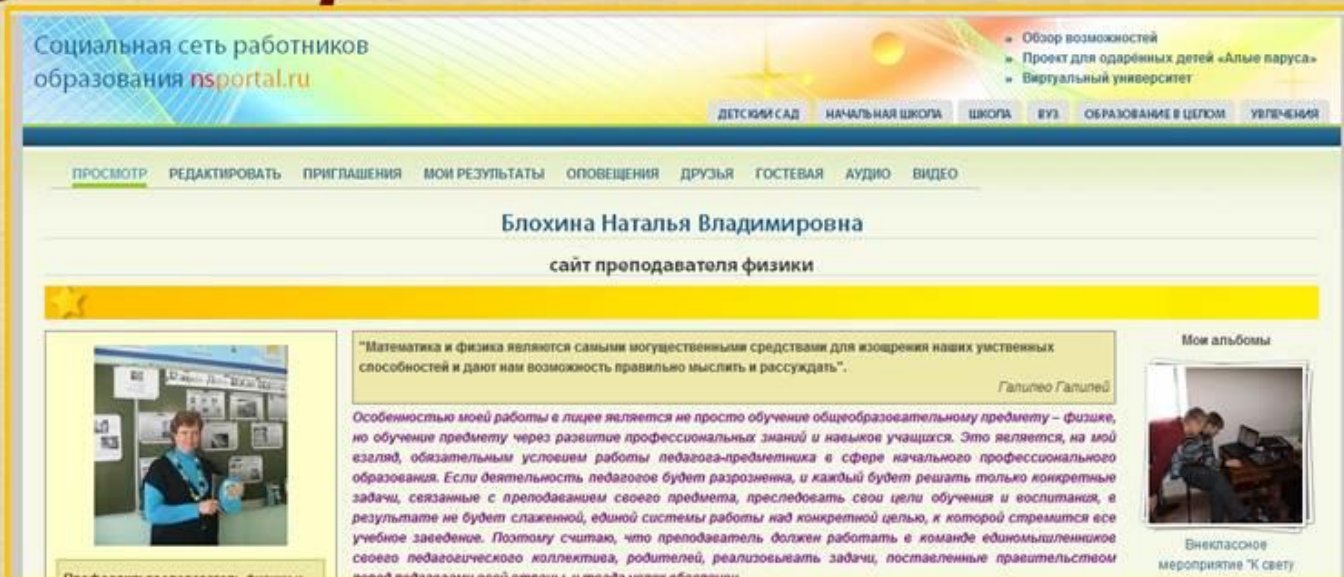 Социальная сеть работников
образования nsportal.ru
» Обзор возможностей
» Проект для одарённых детей «Алые паруса»
» Виртуальный университет
ДЕТСКИЙ САД НАЧАЛЬНАЯ ШКОЛА ШКОЛА ВУЗ ОБРАЗОВАНИЕ В ЦЕЛОМ УВЛЕЧЕНИЯ
ПРОСМОТР РЕДАКТИРОВАТЬ ПРИГЛАШЕНИЯ МОИ РЕЗУЛЬТАТЫ ОПОВЕЩЕНИЯ ДРУЗЬЯ ГОСТЕВАЯ АУДИО ВИДЕО
Блохина Наталья Владимировна
сайт преподавателя физики
"Математика и физика являются самыми могущественными средствами для изощрения наших умственных
способностей и дают нам возможность правильно мыслить и рассуждать".
Галилео Галилей
Особенностью моей работы в лицее является не просто обучение общеобразовательному предмету – физике,
но обучение предмету через развитие профессиональных знаний и навыков учащихся. Это является, на мой
взгляд, обязательным условием работы педагога-предметника в сфере начального профессионального
образования. Если деятельность педагогов будет разрозненна, и каждый будет решать только конкретные
задачи, связанные с преподаванием своего предмета, преследовать свои цели обучения и воспитания, в
результате не будет слаженной, единой системы работы над конкретной целью, к которой стремится все
учебное заведение. Поэтому считаю, что преподаватель должен работать в команде единомышленников
своего педагогического коллектива, родителей, реализовывать задачи, поставленные правительством
Мои альбомы
Внеклассное
мероприятие "К свету